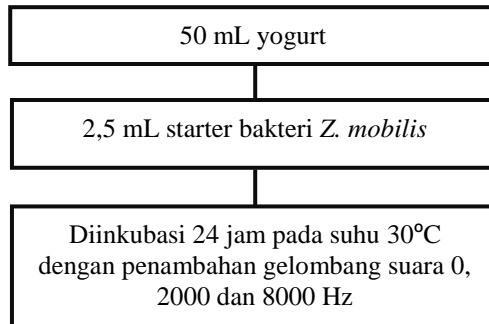 50 mL yogurt
2,5 mL starter bakteri Z. mobilis
Diinkubasi 24 jam pada suhu 30°C
dengan penambahan gelombang suara 0,
2000 dan 8000 Hz